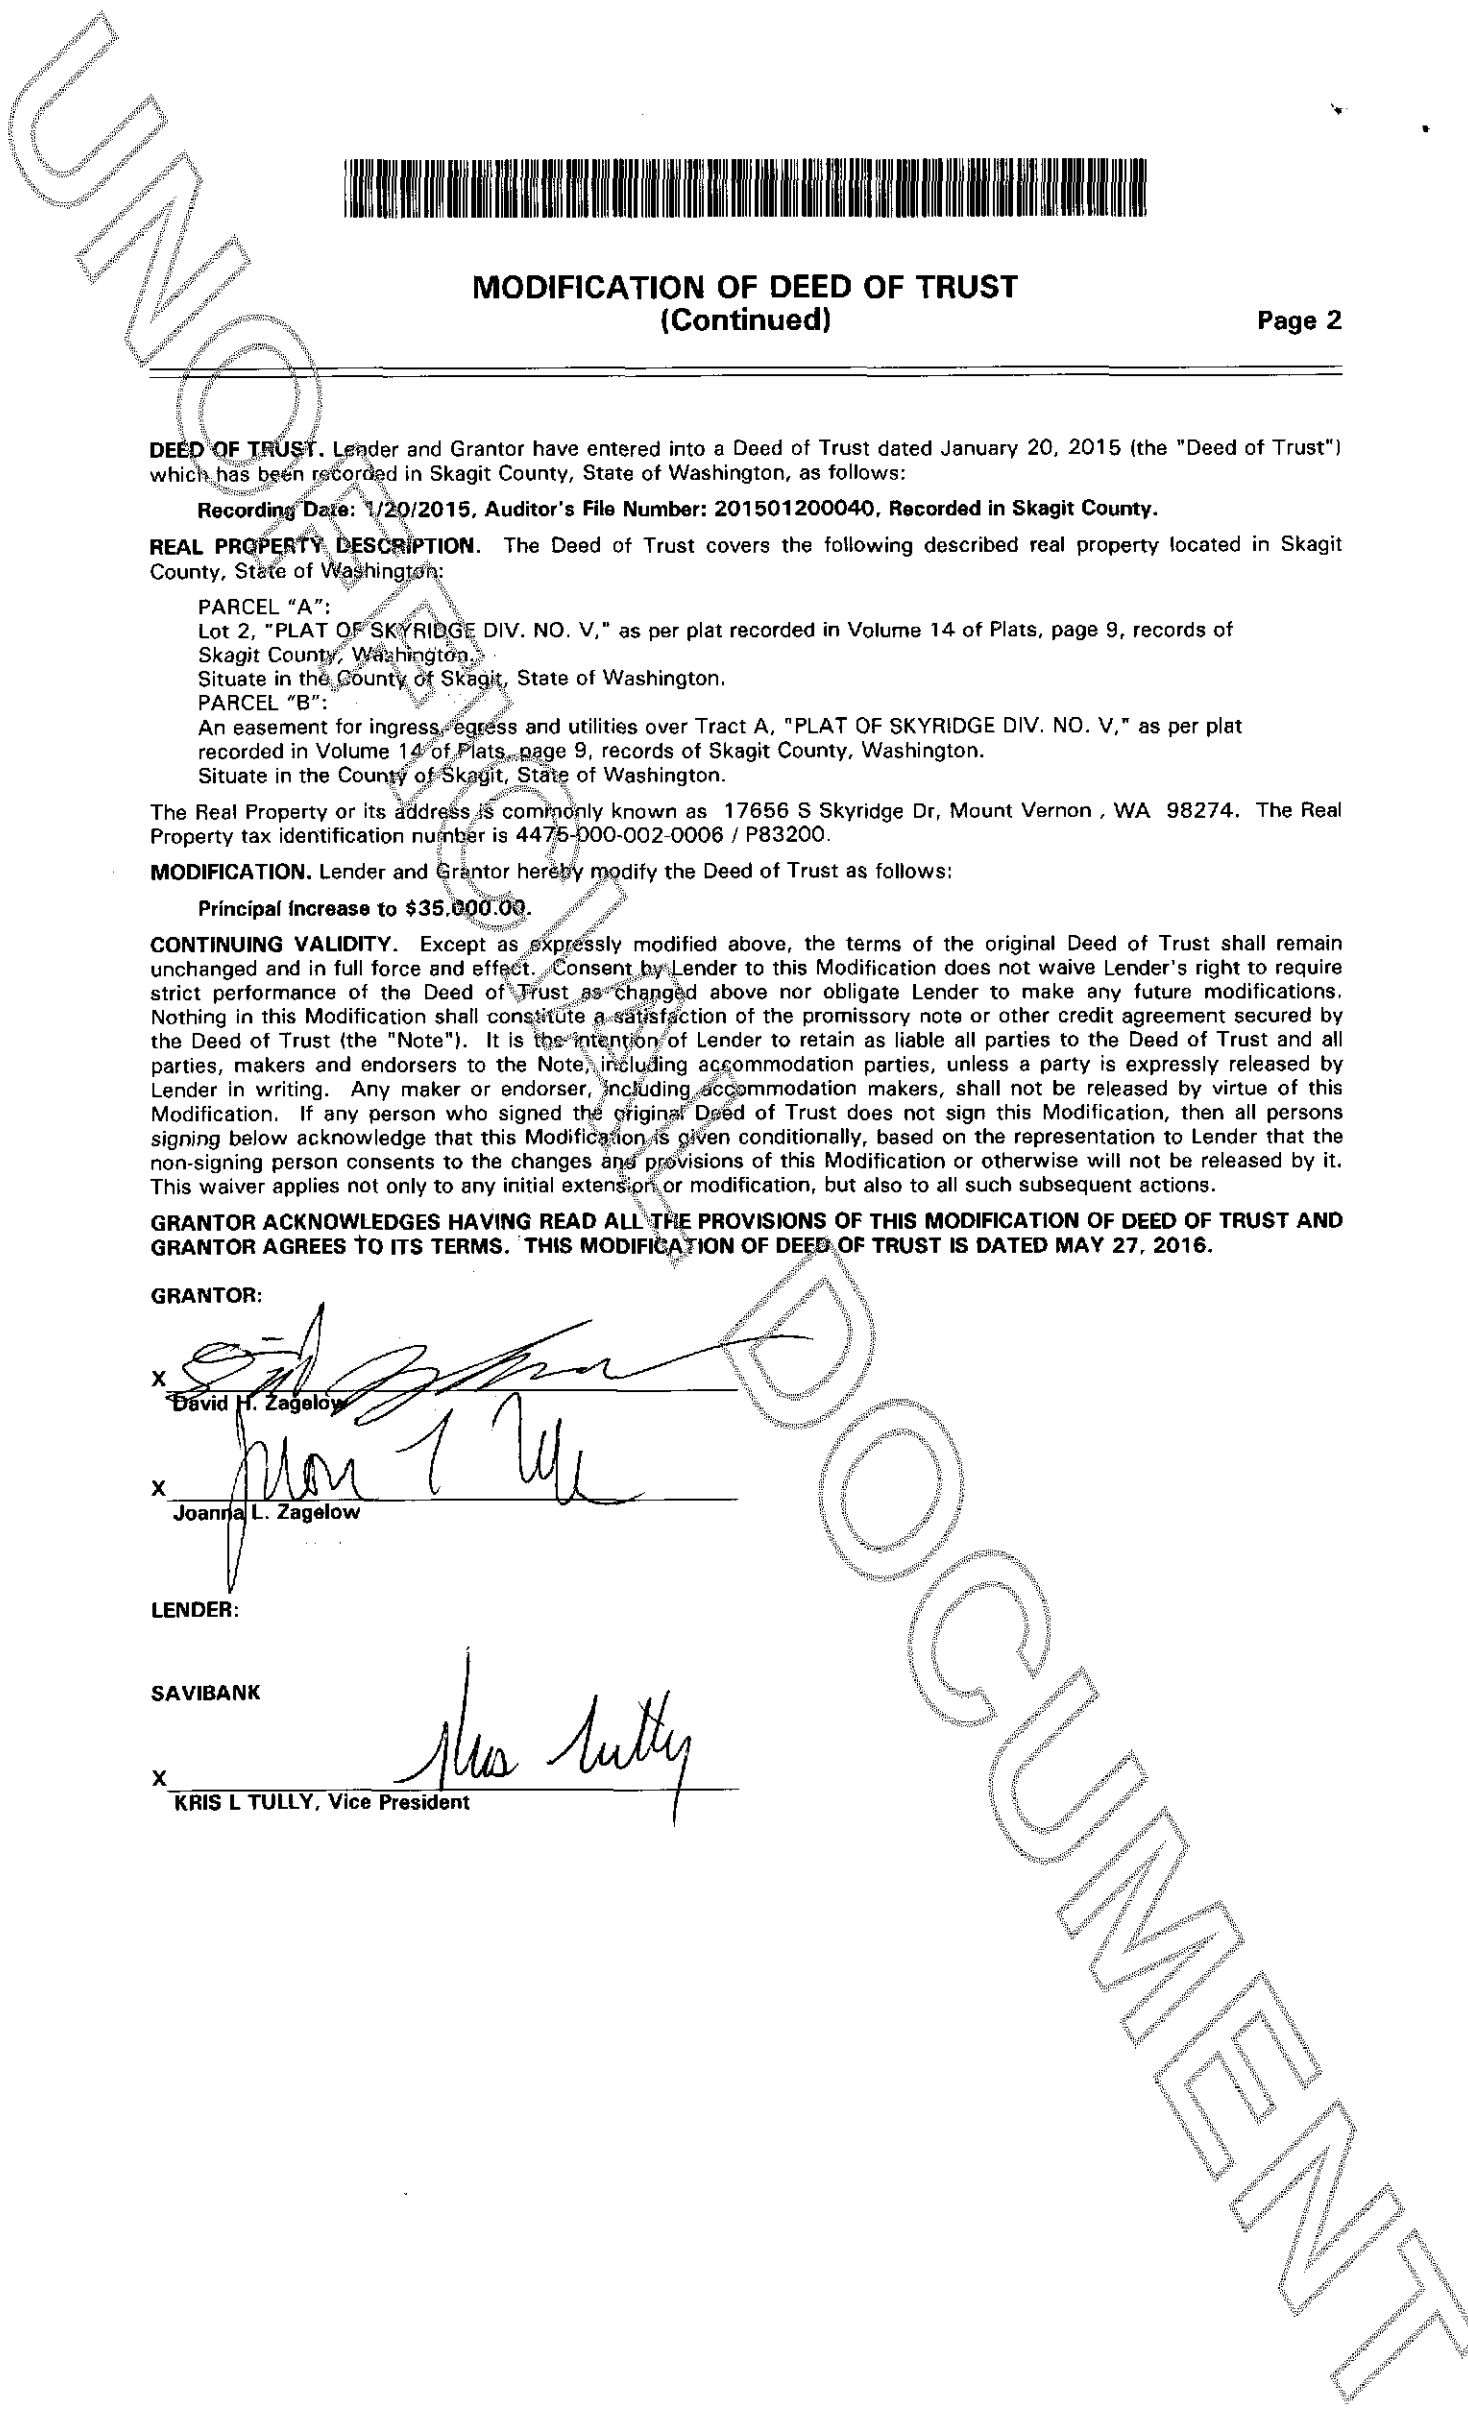 MODIFICATION OF DEED OF TRUST
(Continued)
Page 2
DEED OF TRUST. Lender and Grantor have entered into a Deed of Trust dated January 20, 2015 (the "Deed of Trust")
which has been recorded in Skagit County, State of Washington, as follows:
Recording Date: 1/20/2015, Auditor's File Number: 201501200040, Recorded in Skagit County.
REAL PROPERTY DESCRIPTION. The Deed of Trust covers the following described real property located in Skagit
County, State of Washington:
PARCEL "A":
Lot 2, "PLAT OF SKYRIDGE DIV. NO. V," as per plat recorded in Volume 14 of Plats, page 9, records of
Skagit County, Washington.
Situate in the County of Skagit, State of Washington.
PARCEL "B":
An easement for ingress, egress and utilities over Tract A, "PLAT OF SKYRIDGE DIV. NO. V," as per plat
recorded in Volume 14 of Plats, page 9, records of Skagit County, Washington.
Situate in the County of Skagit, State of Washington.
The Real Property or its address is commonly known as 17656 S Skyridge Dr, Mount Vernon , WA 98274. The Real
Property tax identification number is 4475-000-002-0006 / P83200.
MODIFICATION. Lender and Grantor hereby modify the Deed of Trust as follows:
Principal Increase to $35,000.00.
CONTINUING VALIDITY. Except as expressly modified above, the terms of the original Deed of Trust shall remain
unchanged and in full force and effect. Consent by Lender to this Modification does not waive Lender's right to require
strict performance of the Deed of Trust as changed above nor obligate Lender to make any future modifications.
Nothing in this Modification shall constitute a satisfaction of the promissory note or other credit agreement secured by
the Deed of Trust (the "Note"). It is the intention of Lender to retain as liable all parties to the Deed of Trust and all
parties, makers and endorsers to the Note, including accommodation parties, unless a party is expressly released by
Lender in writing. Any maker or endorser, including accommodation makers, shall not be released by virtue of this
Modification. If any person who signed the original Deed of Trust does not sign this Modification, then all persons
signing below acknowledge that this Modification is given conditionally, based on the representation to Lender that the
non-signing person consents to the changes and provisions of this Modification or otherwise will not be released by it.
This waiver applies not only to any initial extension or modification, but also to all such subsequent actions.
GRANTOR ACKNOWLEDGES HAVING READ ALL THE PROVISIONS OF THIS MODIFICATION OF DEED OF TRUST AND
GRANTOR AGREES TO ITS TERMS. THIS MODIFICATION OF DEED OF TRUST IS DATED MAY 27, 2016.
GRANTOR:
X
David H. Zagelow
X
Joanna L. Zagelow
LENDER:
SAVIBANK
X Kris Tully
KRIS L TULLY, Vice President
UNOFFICIAL DOCUMENT